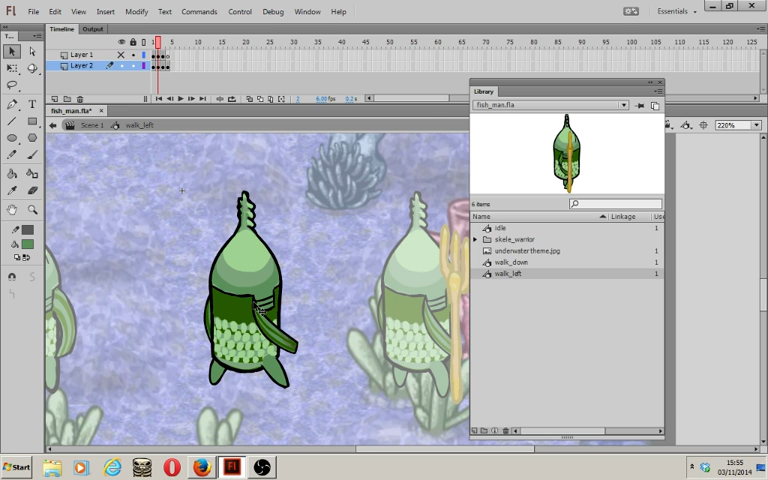 Fl File Edit View Insert Modify Text Commands Control Debug Window Help Essentials
Timeline Output
1 5 10 15 20 25 30 35 40 45 50 55 60 65 70 75 80 85 90 95 100 105 110 115 120 125
Layer 1
Layer 2
2 6.00 fps 0.2 s
Library
fish_man.fla* ×
fish_man.fla
Scene 1 walk_left
220%
6 items
Name Linkage Use
idle 1
skele_warrior
underwater theme.jpg 1
walk_down 1
walk_left 1
Start Fl 15:55
03/11/2014